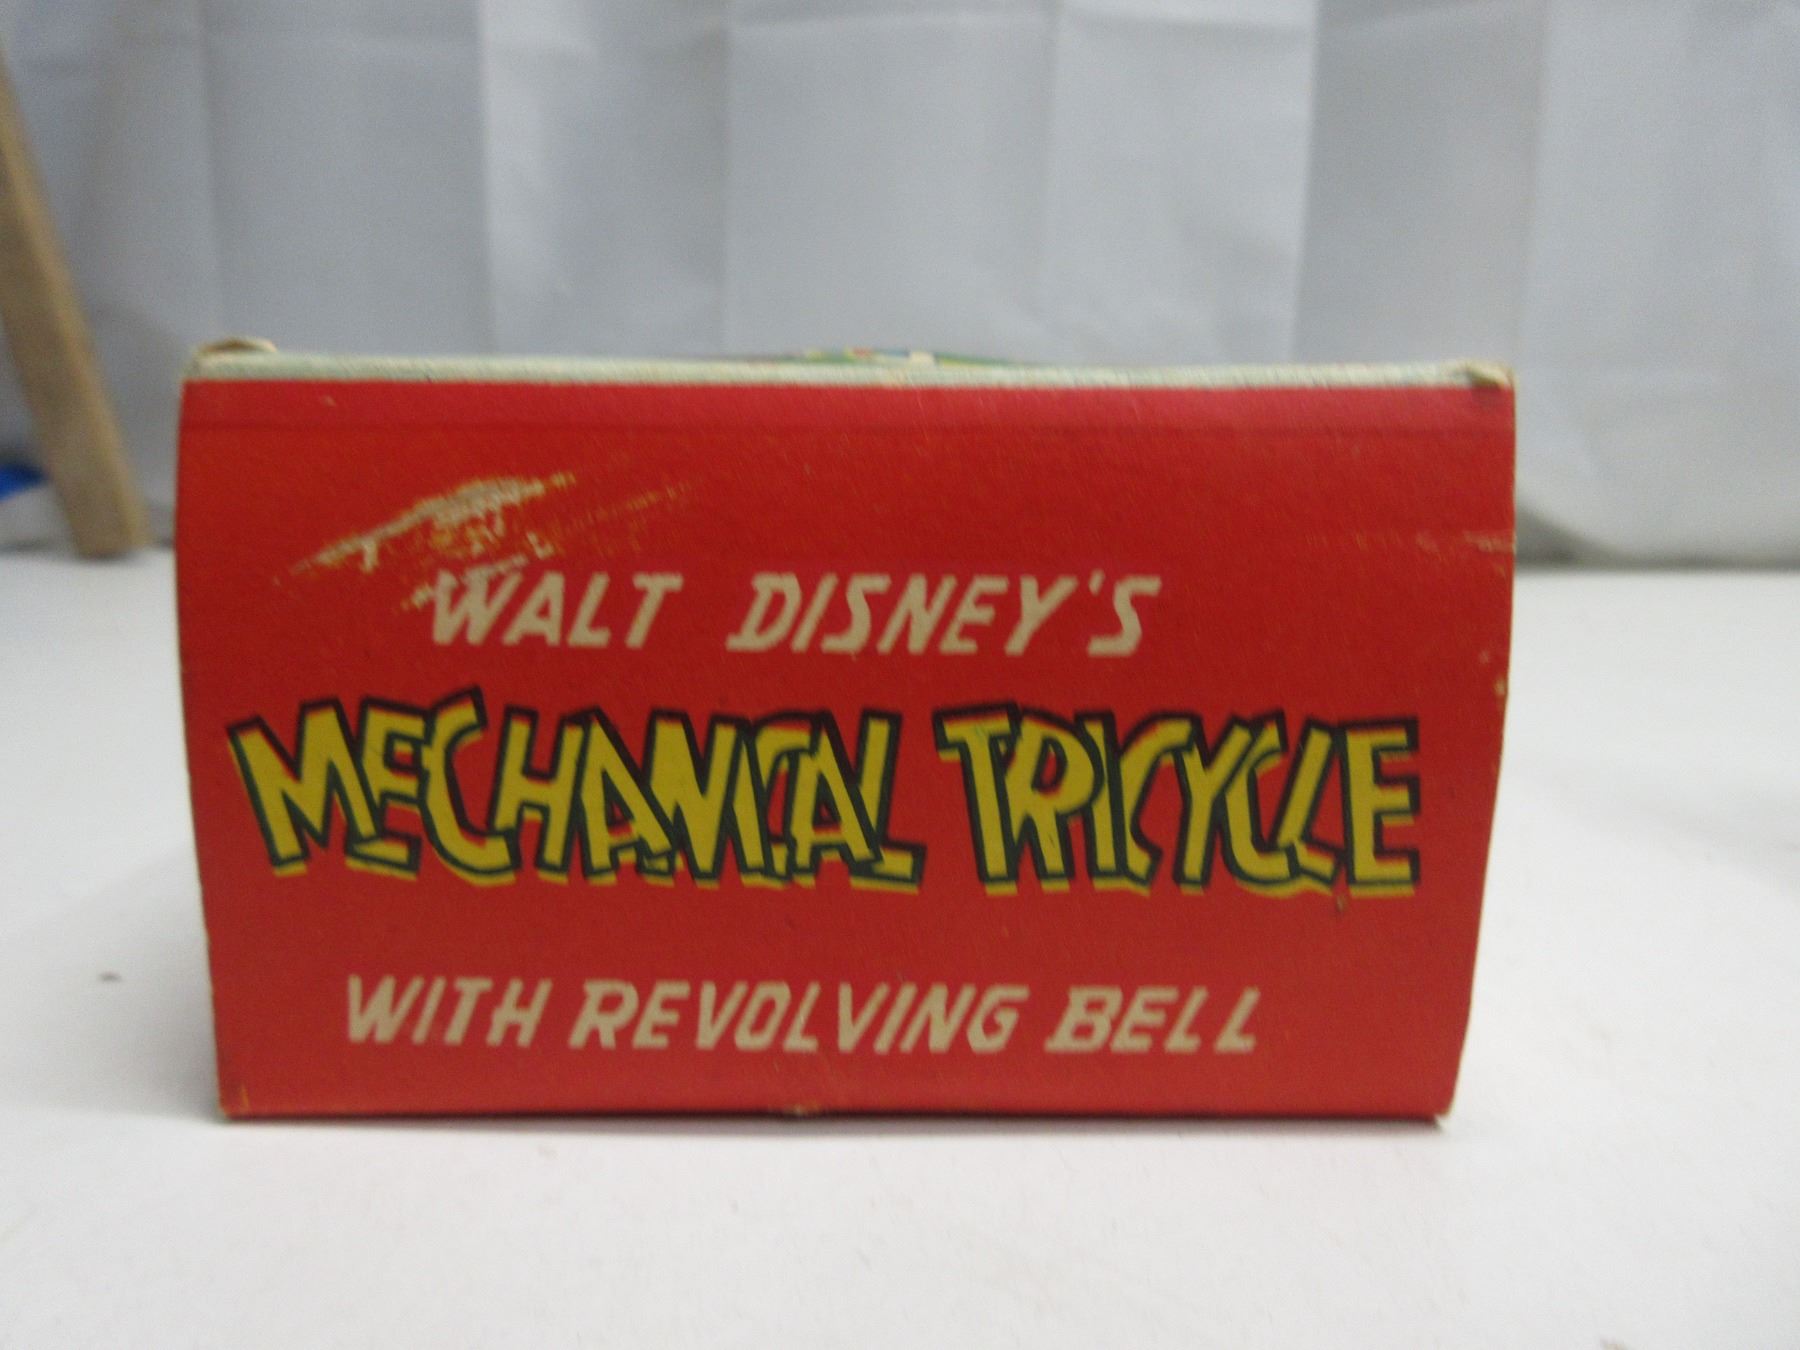 WALT DISNEY'S
MECHANICAL TRICYCLE
WITH REVOLVING BELL